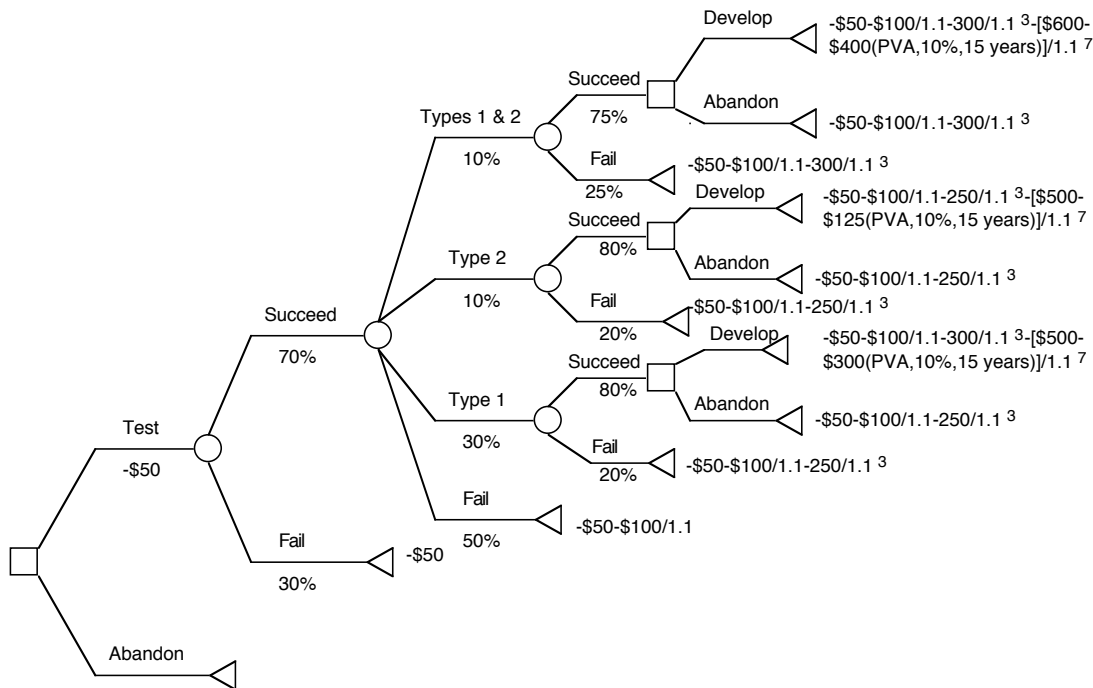 Develop
-$50-$100/1.1-300/1.1 3-[$600-
$400(PVA,10%,15 years)]/1.1 7
Succeed
75%
Abandon
-$50-$100/1.1-300/1.1 3
Types 1 & 2
10%
Fail
25%
-$50-$100/1.1-300/1.1 3
Develop
-$50-$100/1.1-250/1.1 3-[$500-
$125(PVA,10%,15 years)]/1.1 7
Succeed
80%
Abandon
-$50-$100/1.1-250/1.1 3
Type 2
10%
Fail
20%
-$50-$100/1.1-250/1.1 3
Succeed
70%
Develop
-$50-$100/1.1-300/1.1 3-[$500-
$300(PVA,10%,15 years)]/1.1 7
Succeed
80%
Abandon
-$50-$100/1.1-250/1.1 3
Type 1
30%
Fail
20%
-$50-$100/1.1-250/1.1 3
Test
-$50
Fail
50%
-$50-$100/1.1
Fail
30%
-$50
Abandon